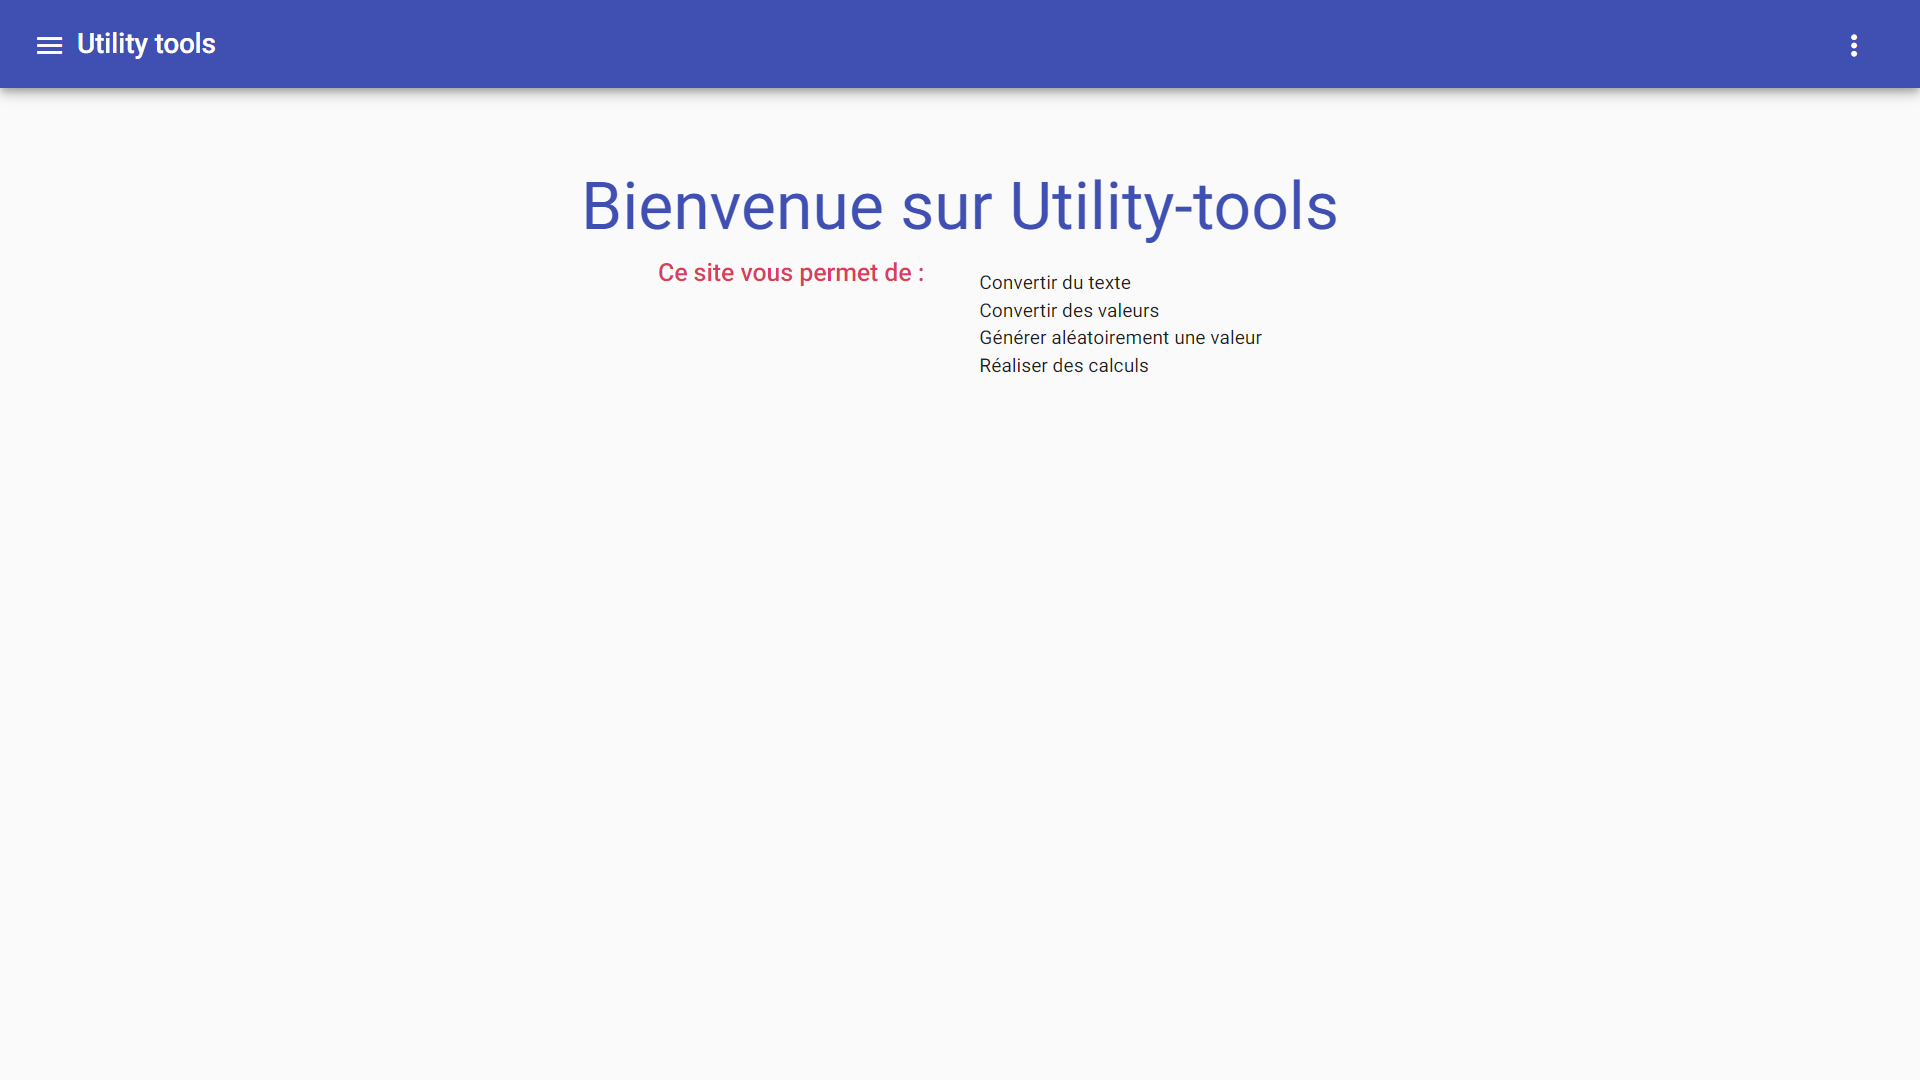 Utility tools
Bienvenue sur Utility-tools
Ce site vous permet de :
Convertir du texte
Convertir des valeurs
Générer aléatoirement une valeur
Réaliser des calculs